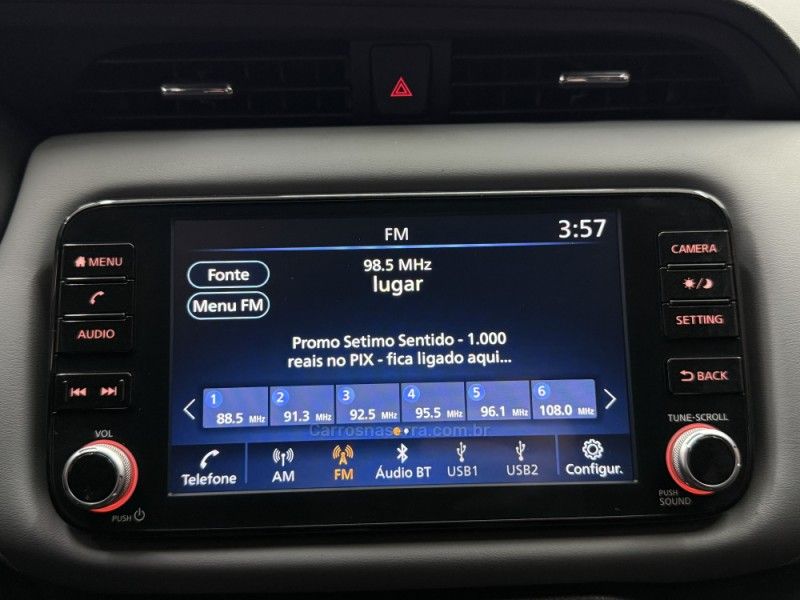 FM
3:57
Fonte
98.5 MHz
lugar
Menu FM
Promo Setimo Sentido - 1.000
reais no PIX - fica ligado aqui...
1 88.5 MHz
2 91.3 MHz
3 92.5 MHz
4 95.5 MHz
5 96.1 MHz
6 108.0 MHz
Carrosnaserra.com.br
Telefone
AM
FM
Áudio BT
USB1
USB2
Configur.
MENU
AUDIO
VOL
PUSH
CAMERA
SETTING
BACK
TUNE•SCROLL
PUSH
SOUND